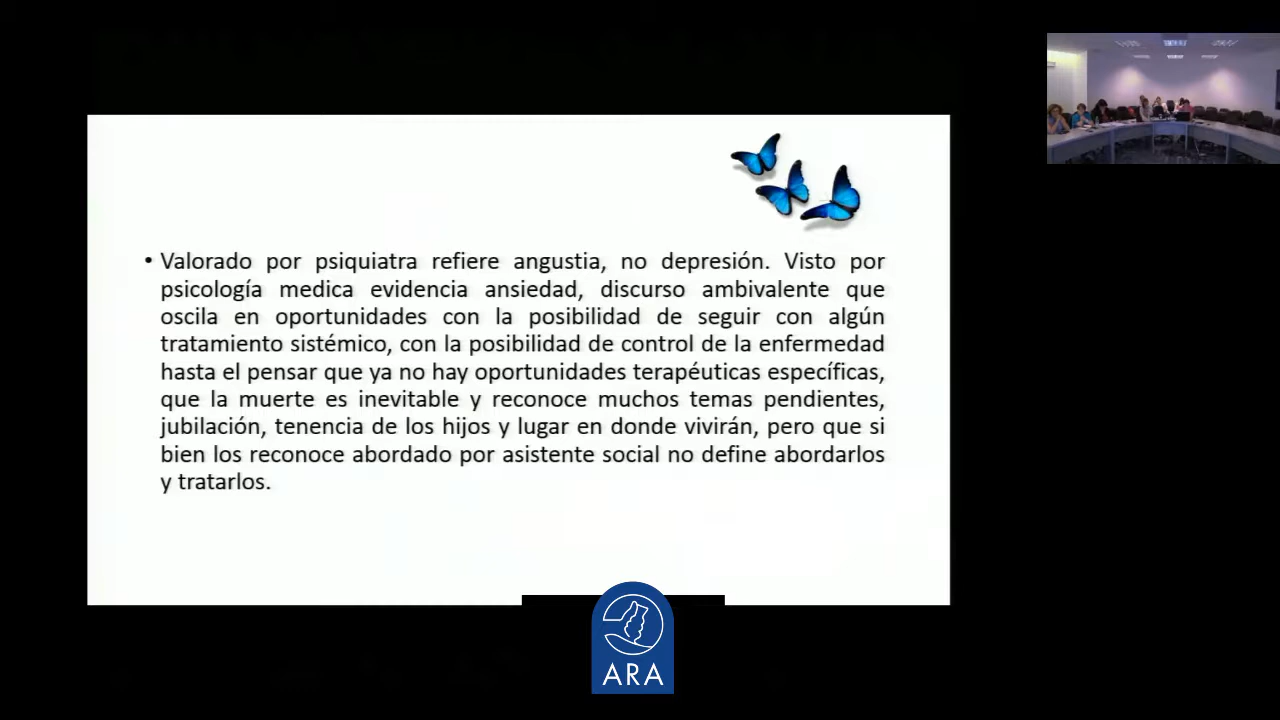 • Valorado por psiquiatra refiere angustia, no depresión. Visto por
psicología medica evidencia ansiedad, discurso ambivalente que
oscila en oportunidades con la posibilidad de seguir con algún
tratamiento sistémico, con la posibilidad de control de la enfermedad
hasta el pensar que ya no hay oportunidades terapéuticas específicas,
que la muerte es inevitable y reconoce muchos temas pendientes,
jubilación, tenencia de los hijos y lugar en donde vivirán, pero que si
bien los reconoce abordado por asistente social no define abordarlos
y tratarlos.
ARA